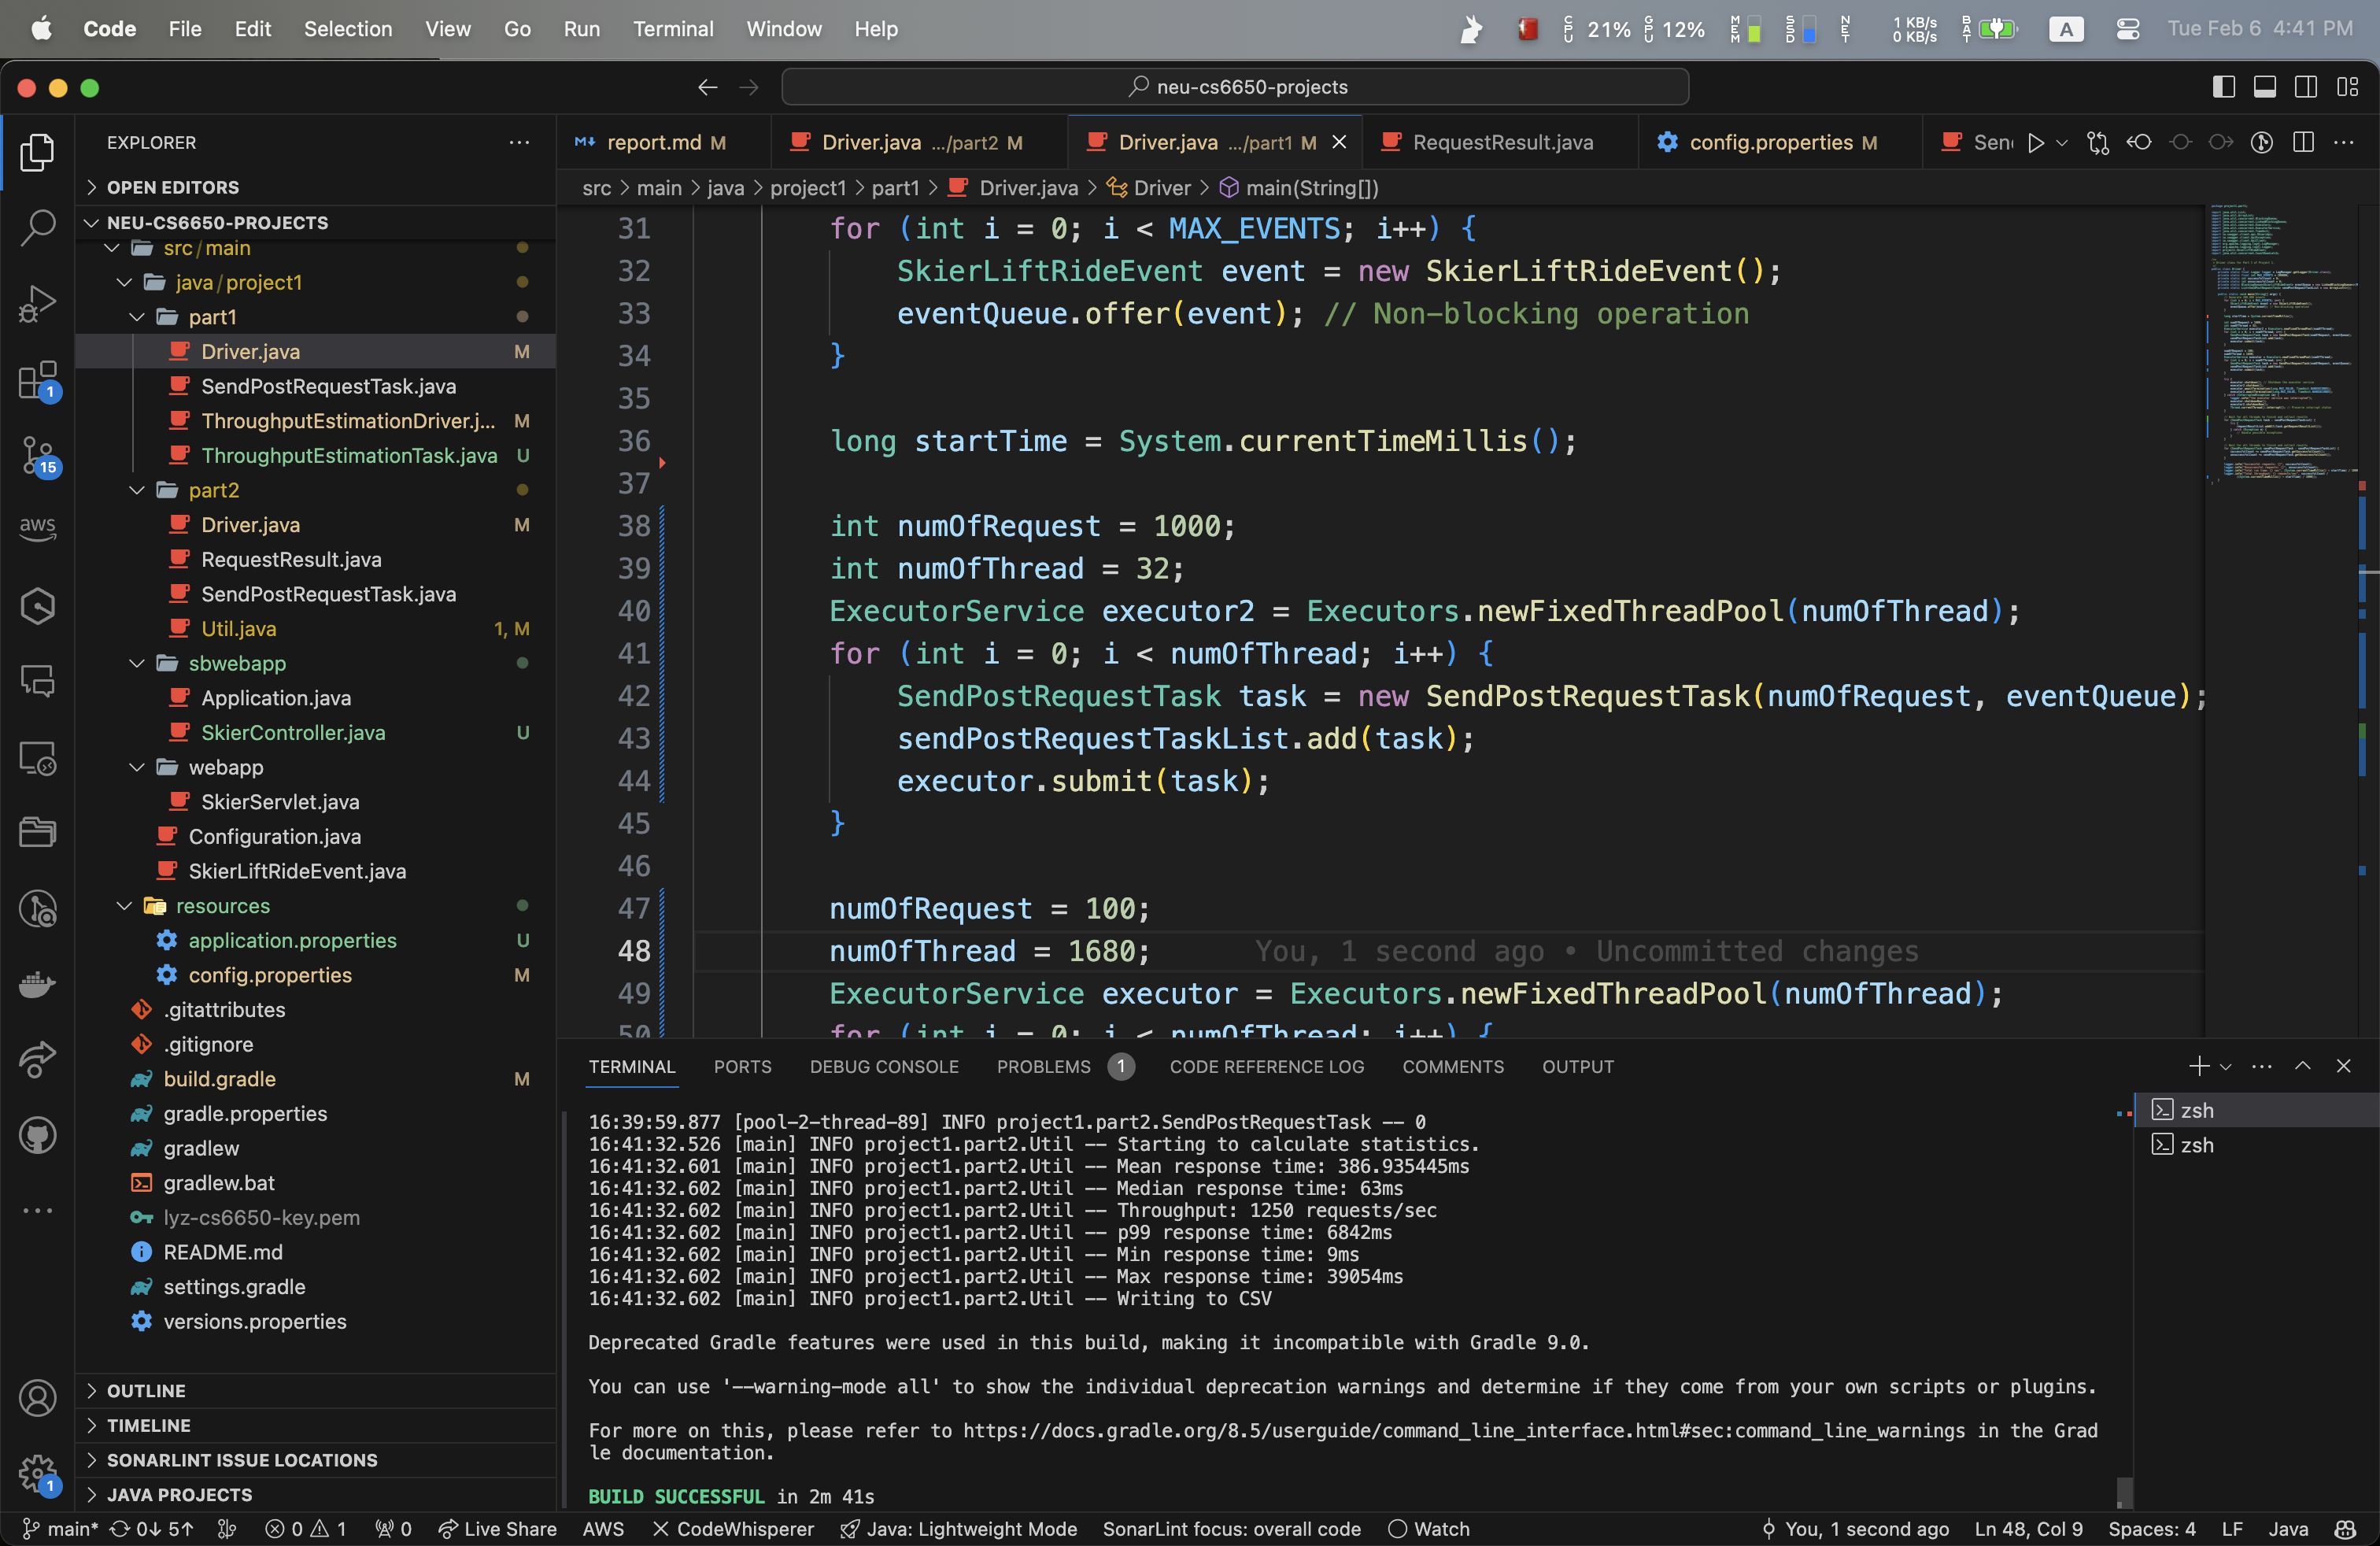 Code File Edit Selection View Go Run Terminal Window Help
CPU 21% GPU 12% MEM SSD NET 1 KB/s 0 KB/s BAT A Tue Feb 6 4:41 PM
neu-cs6650-projects
EXPLORER
OPEN EDITORS
NEU-CS6650-PROJECTS
src/main
java/project1
part1
Driver.java M
SendPostRequestTask.java
ThroughputEstimationDriver.j... M
ThroughputEstimationTask.java U
part2
Driver.java M
RequestResult.java
SendPostRequestTask.java
Util.java 1, M
sbwebapp
Application.java
SkierController.java U
webapp
SkierServlet.java
Configuration.java
SkierLiftRideEvent.java
resources
application.properties U
config.properties M
.gitattributes
.gitignore
build.gradle M
gradle.properties
gradlew
gradlew.bat
lyz-cs6650-key.pem
README.md
settings.gradle
versions.properties
OUTLINE
TIMELINE
SONARLINT ISSUE LOCATIONS
JAVA PROJECTS
1
15
aws
1
report.md M Driver.java .../part2 M Driver.java .../part1 M RequestResult.java config.properties M Sen
src > main > java > project1 > part1 > Driver.java > Driver > main(String[])
31 for (int i = 0; i < MAX_EVENTS; i++) {
32 SkierLiftRideEvent event = new SkierLiftRideEvent();
33 eventQueue.offer(event); // Non-blocking operation
34 }
35
36 long startTime = System.currentTimeMillis();
37
38 int numOfRequest = 1000;
39 int numOfThread = 32;
40 ExecutorService executor2 = Executors.newFixedThreadPool(numOfThread);
41 for (int i = 0; i < numOfThread; i++) {
42 SendPostRequestTask task = new SendPostRequestTask(numOfRequest, eventQueue);
43 sendPostRequestTaskList.add(task);
44 executor.submit(task);
45 }
46
47 numOfRequest = 100;
48 numOfThread = 1680; You, 1 second ago • Uncommitted changes
49 ExecutorService executor = Executors.newFixedThreadPool(numOfThread);
50 for (int i = 0; i < numOfThread; i++) {
TERMINAL PORTS DEBUG CONSOLE PROBLEMS 1 CODE REFERENCE LOG COMMENTS OUTPUT
16:39:59.877 [pool-2-thread-89] INFO project1.part2.SendPostRequestTask -- 0
16:41:32.526 [main] INFO project1.part2.Util -- Starting to calculate statistics.
16:41:32.601 [main] INFO project1.part2.Util -- Mean response time: 386.935445ms
16:41:32.602 [main] INFO project1.part2.Util -- Median response time: 63ms
16:41:32.602 [main] INFO project1.part2.Util -- Throughput: 1250 requests/sec
16:41:32.602 [main] INFO project1.part2.Util -- p99 response time: 6842ms
16:41:32.602 [main] INFO project1.part2.Util -- Min response time: 9ms
16:41:32.602 [main] INFO project1.part2.Util -- Max response time: 39054ms
16:41:32.602 [main] INFO project1.part2.Util -- Writing to CSV
Deprecated Gradle features were used in this build, making it incompatible with Gradle 9.0.
You can use '--warning-mode all' to show the individual deprecation warnings and determine if they come from your own scripts or plugins.
For more on this, please refer to https://docs.gradle.org/8.5/userguide/command_line_interface.html#sec:command_line_warnings in the Grad
le documentation.
BUILD SUCCESSFUL in 2m 41s
zsh
zsh
main* 0↓ 5↑ 0 1 0 Live Share AWS CodeWhisperer Java: Lightweight Mode SonarLint focus: overall code Watch You, 1 second ago Ln 48, Col 9 Spaces: 4 LF Java